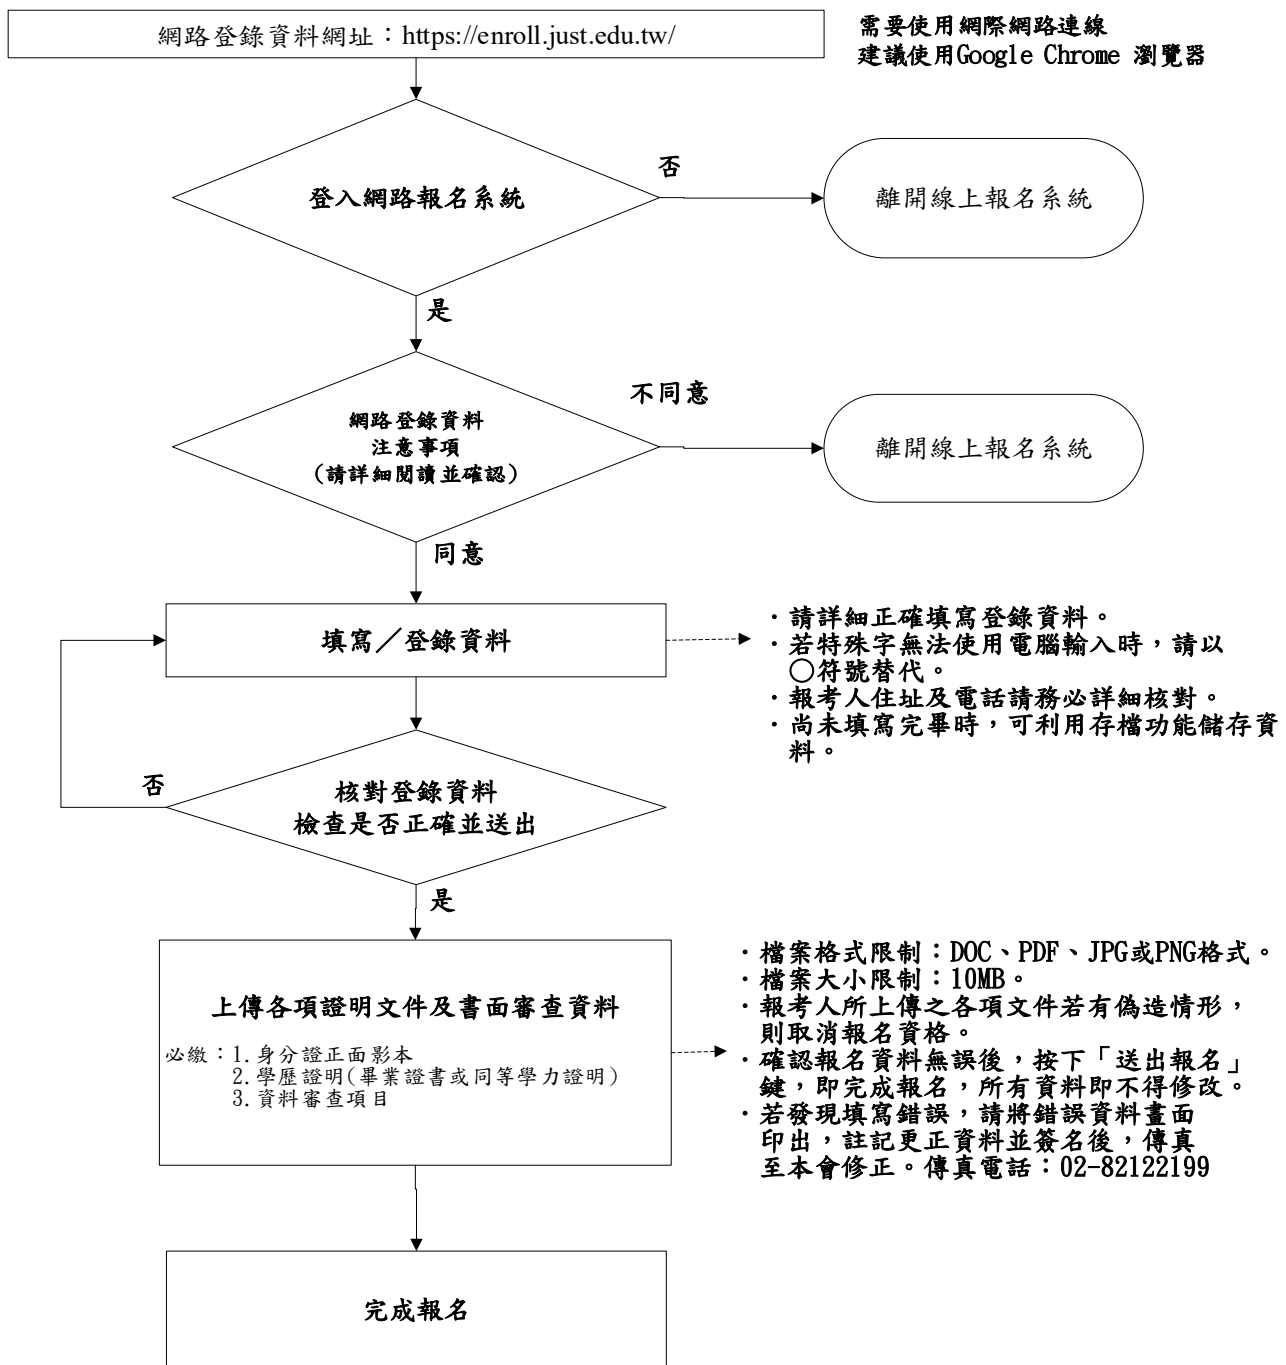 網路登錄資料網址：https://enroll.just.edu.tw/
需要使用網際網路連線
建議使用Google Chrome 瀏覽器
登入網路報名系統
否
離開線上報名系統
是
網路登錄資料
注意事項
(請詳細閱讀並確認)
不同意
離開線上報名系統
同意
填寫／登錄資料
．請詳細正確填寫登錄資料。
．若特殊字無法使用電腦輸入時，請以
○符號替代。
．報考人住址及電話請務必詳細核對。
．尚未填寫完畢時，可利用存檔功能儲存資
料。
否
核對登錄資料
檢查是否正確並送出
是
上傳各項證明文件及書面審查資料
必繳：1.身分證正面影本
2.學歷證明(畢業證書或同等學力證明)
3.資料審查項目
．檔案格式限制：DOC、PDF、JPG或PNG格式。
．檔案大小限制：10MB。
．報考人所上傳之各項文件若有偽造情形，
則取消報名資格。
．確認報名資料無誤後，按下「送出報名」
鍵，即完成報名，所有資料即不得修改。
．若發現填寫錯誤，請將錯誤資料畫面
印出，註記更正資料並簽名後，傳真
至本會修正。傳真電話：02-82122199
完成報名